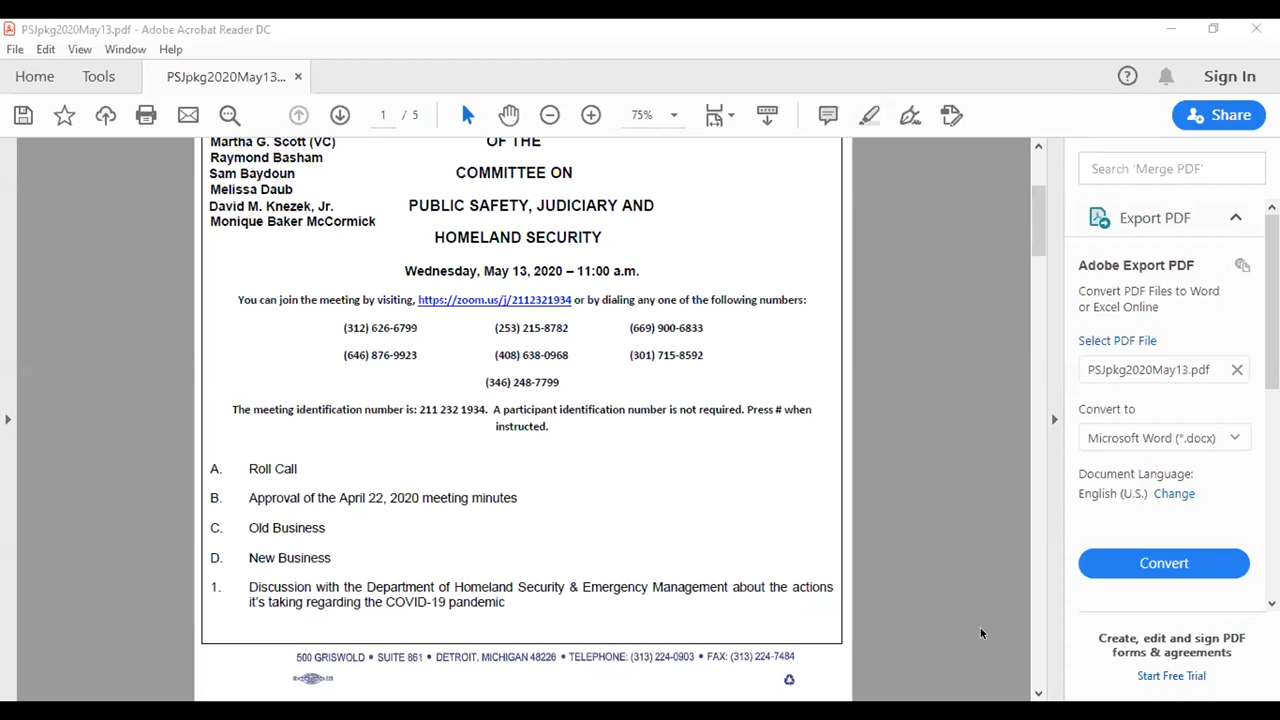 PSJpkg2020May13.pdf - Adobe Acrobat Reader DC
File Edit View Window Help
Home Tools PSJpkg2020May13... × Sign In
1 / 5 75% Share
Martha G. Scott (VC)
Raymond Basham
Sam Baydoun
Melissa Daub
David M. Knezek, Jr.
Monique Baker McCormick
OF THE
COMMITTEE ON
PUBLIC SAFETY, JUDICIARY AND
HOMELAND SECURITY
Wednesday, May 13, 2020 – 11:00 a.m.
You can join the meeting by visiting, https://zoom.us/j/2112321934 or by dialing any one of the following numbers:
(312) 626-6799 (253) 215-8782 (669) 900-6833
(646) 876-9923 (408) 638-0968 (301) 715-8592
(346) 248-7799
The meeting identification number is: 211 232 1934. A participant identification number is not required. Press # when
instructed.
A. Roll Call
B. Approval of the April 22, 2020 meeting minutes
C. Old Business
D. New Business
1. Discussion with the Department of Homeland Security & Emergency Management about the actions
it's taking regarding the COVID-19 pandemic
500 GRISWOLD • SUITE 861 • DETROIT, MICHIGAN 48226 • TELEPHONE: (313) 224-0903 • FAX: (313) 224-7484
Search 'Merge PDF'
Export PDF
Adobe Export PDF
Convert PDF Files to Word
or Excel Online
Select PDF File
PSJpkg2020May13.pdf
Convert to
Microsoft Word (*.docx)
Document Language:
English (U.S.) Change
Convert
Create, edit and sign PDF
forms & agreements
Start Free Trial